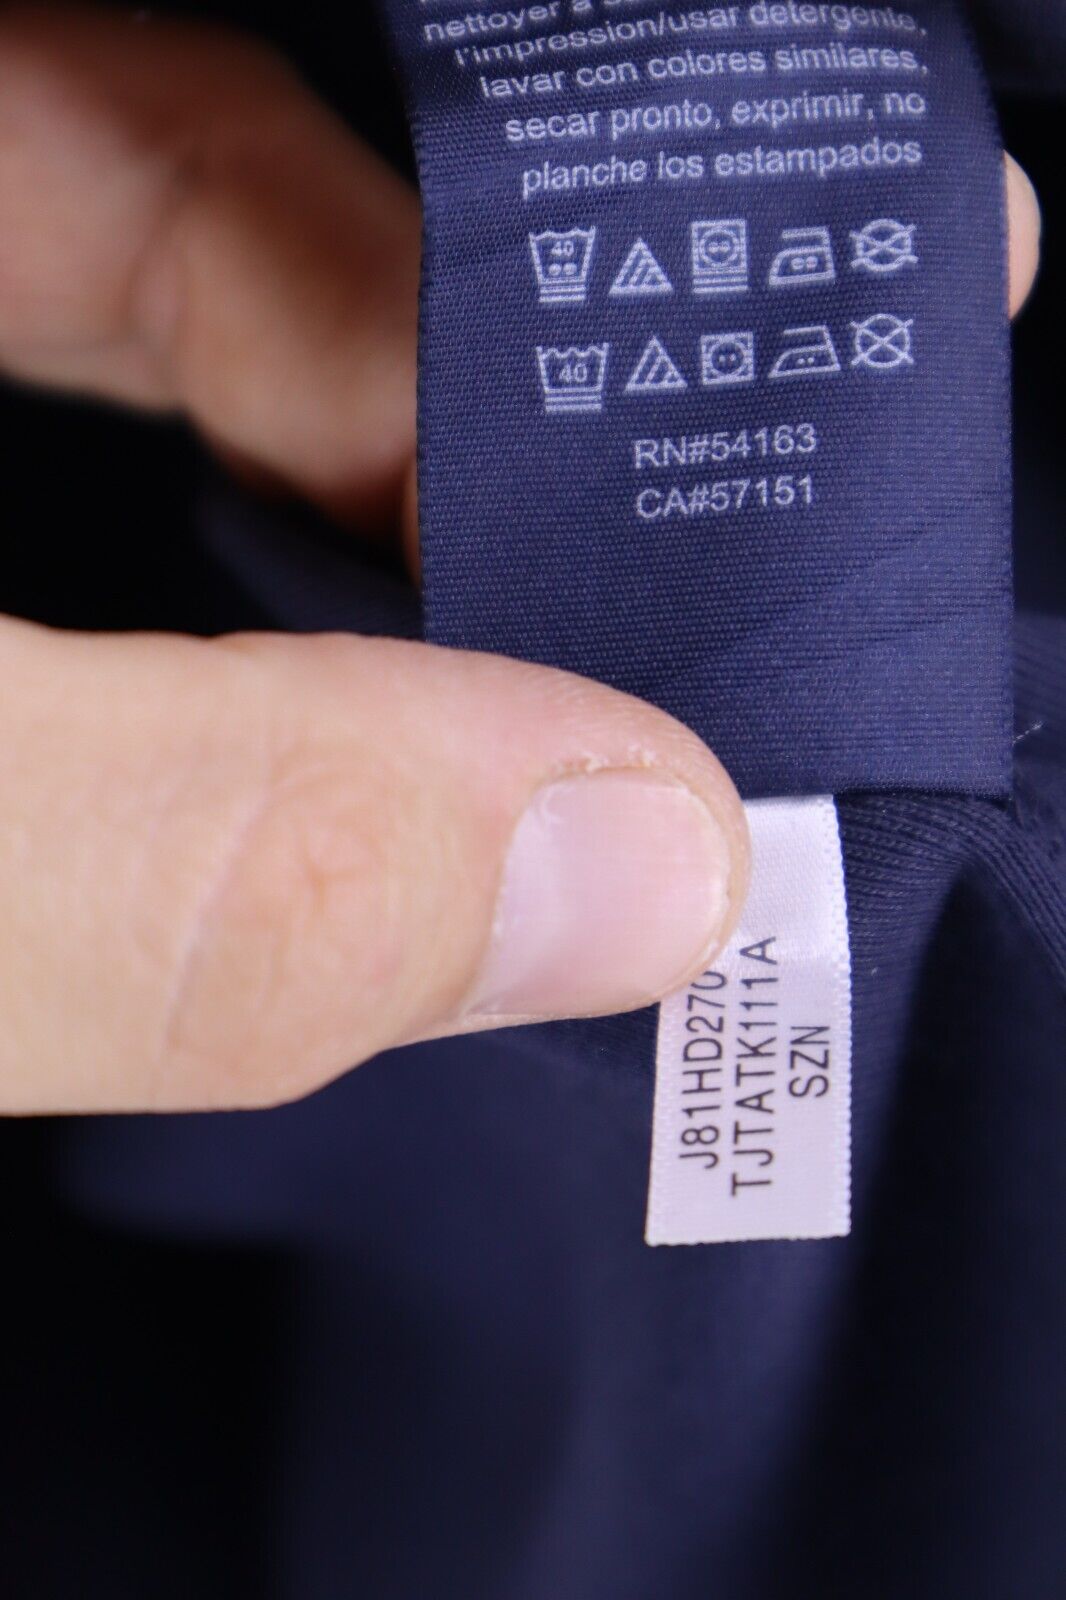 nettoyer à
l'impression/usar detergente,
lavar con colores similares,
secar pronto, exprimir, no
planche los estampados
40
40
RN#54163
CA#57151
J81HD270
TJTATK111A
SZN